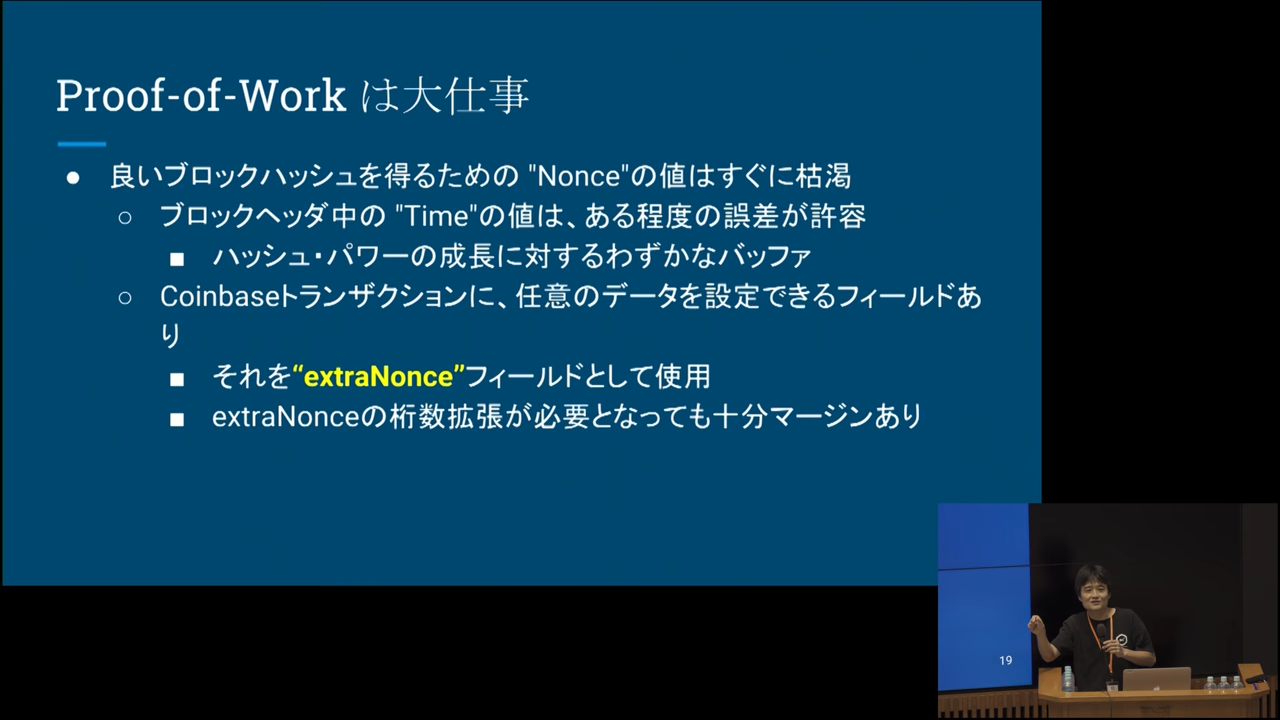 Proof-of-Work は大仕事
● 良いブロックハッシュを得るための "Nonce"の値はすぐに枯渇
○ ブロックヘッダ中の "Time"の値は、ある程度の誤差が許容
■ ハッシュ・パワーの成長に対するわずかなバッファ
○ Coinbaseトランザクションに、任意のデータを設定できるフィールドあ
り
■ それを“extraNonce”フィールドとして使用
■ extraNonceの桁数拡張が必要となっても十分マージンあり
19